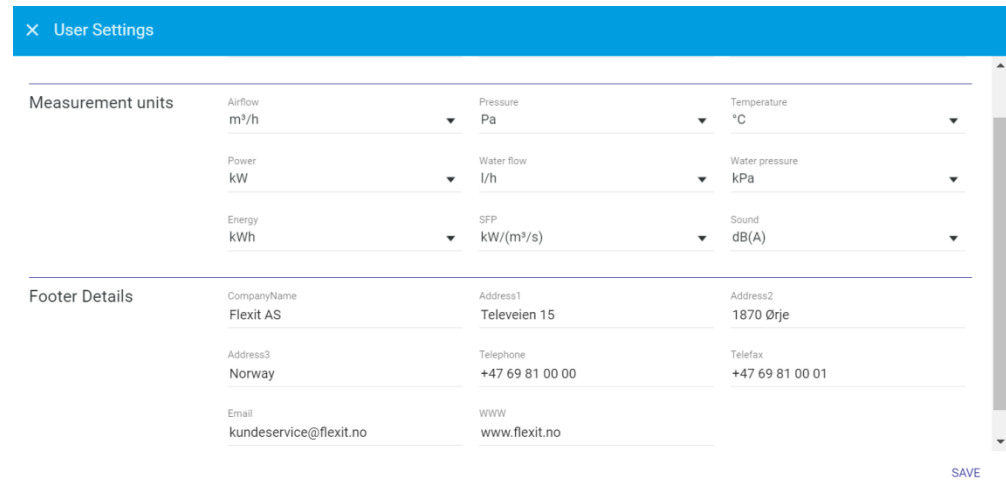 × User Settings
Measurement units
Airflow Pressure Temperature
m³/h Pa °C
Power Water flow Water pressure
kW l/h kPa
Energy SFP Sound
kWh kW/(m³/s) dB(A)
Footer Details
CompanyName Address1 Address2
Flexit AS Televeien 15 1870 Ørje
Address3 Telephone Telefax
Norway +47 69 81 00 00 +47 69 81 00 01
Email WWW
kundeservice@flexit.no www.flexit.no
SAVE